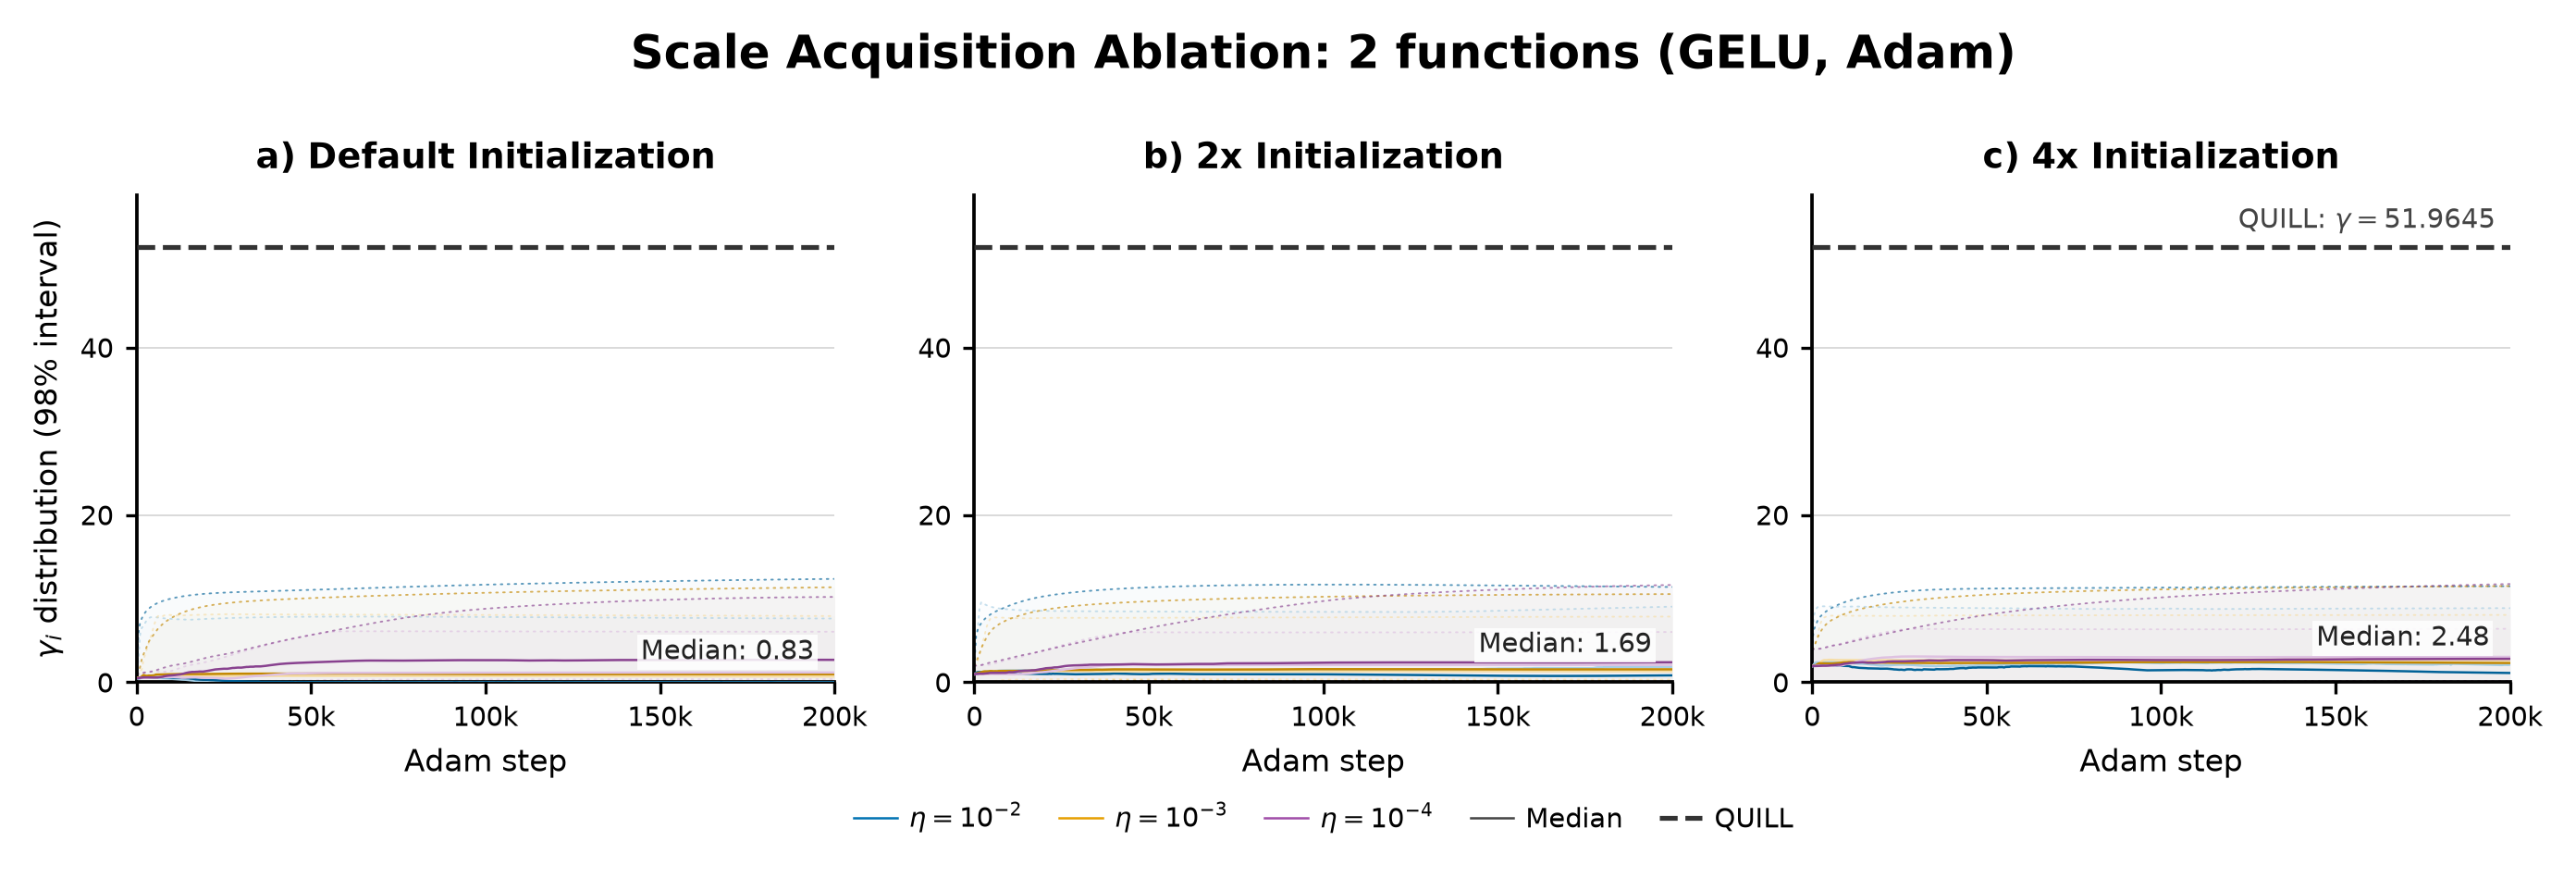 Scale Acquisition Ablation: 2 functions (GELU, Adam)
a) Default Initialization
b) 2x Initialization
c) 4x Initialization
γᵢ distribution (98% interval)
40
20
0
Median: 0.83
0
50k
100k
150k
200k
Adam step
40
20
0
Median: 1.69
0
50k
100k
150k
200k
Adam step
QUILL: γ = 51.9645
40
20
0
Median: 2.48
0
50k
100k
150k
200k
Adam step
η = 10⁻²
η = 10⁻³
η = 10⁻⁴
Median
QUILL